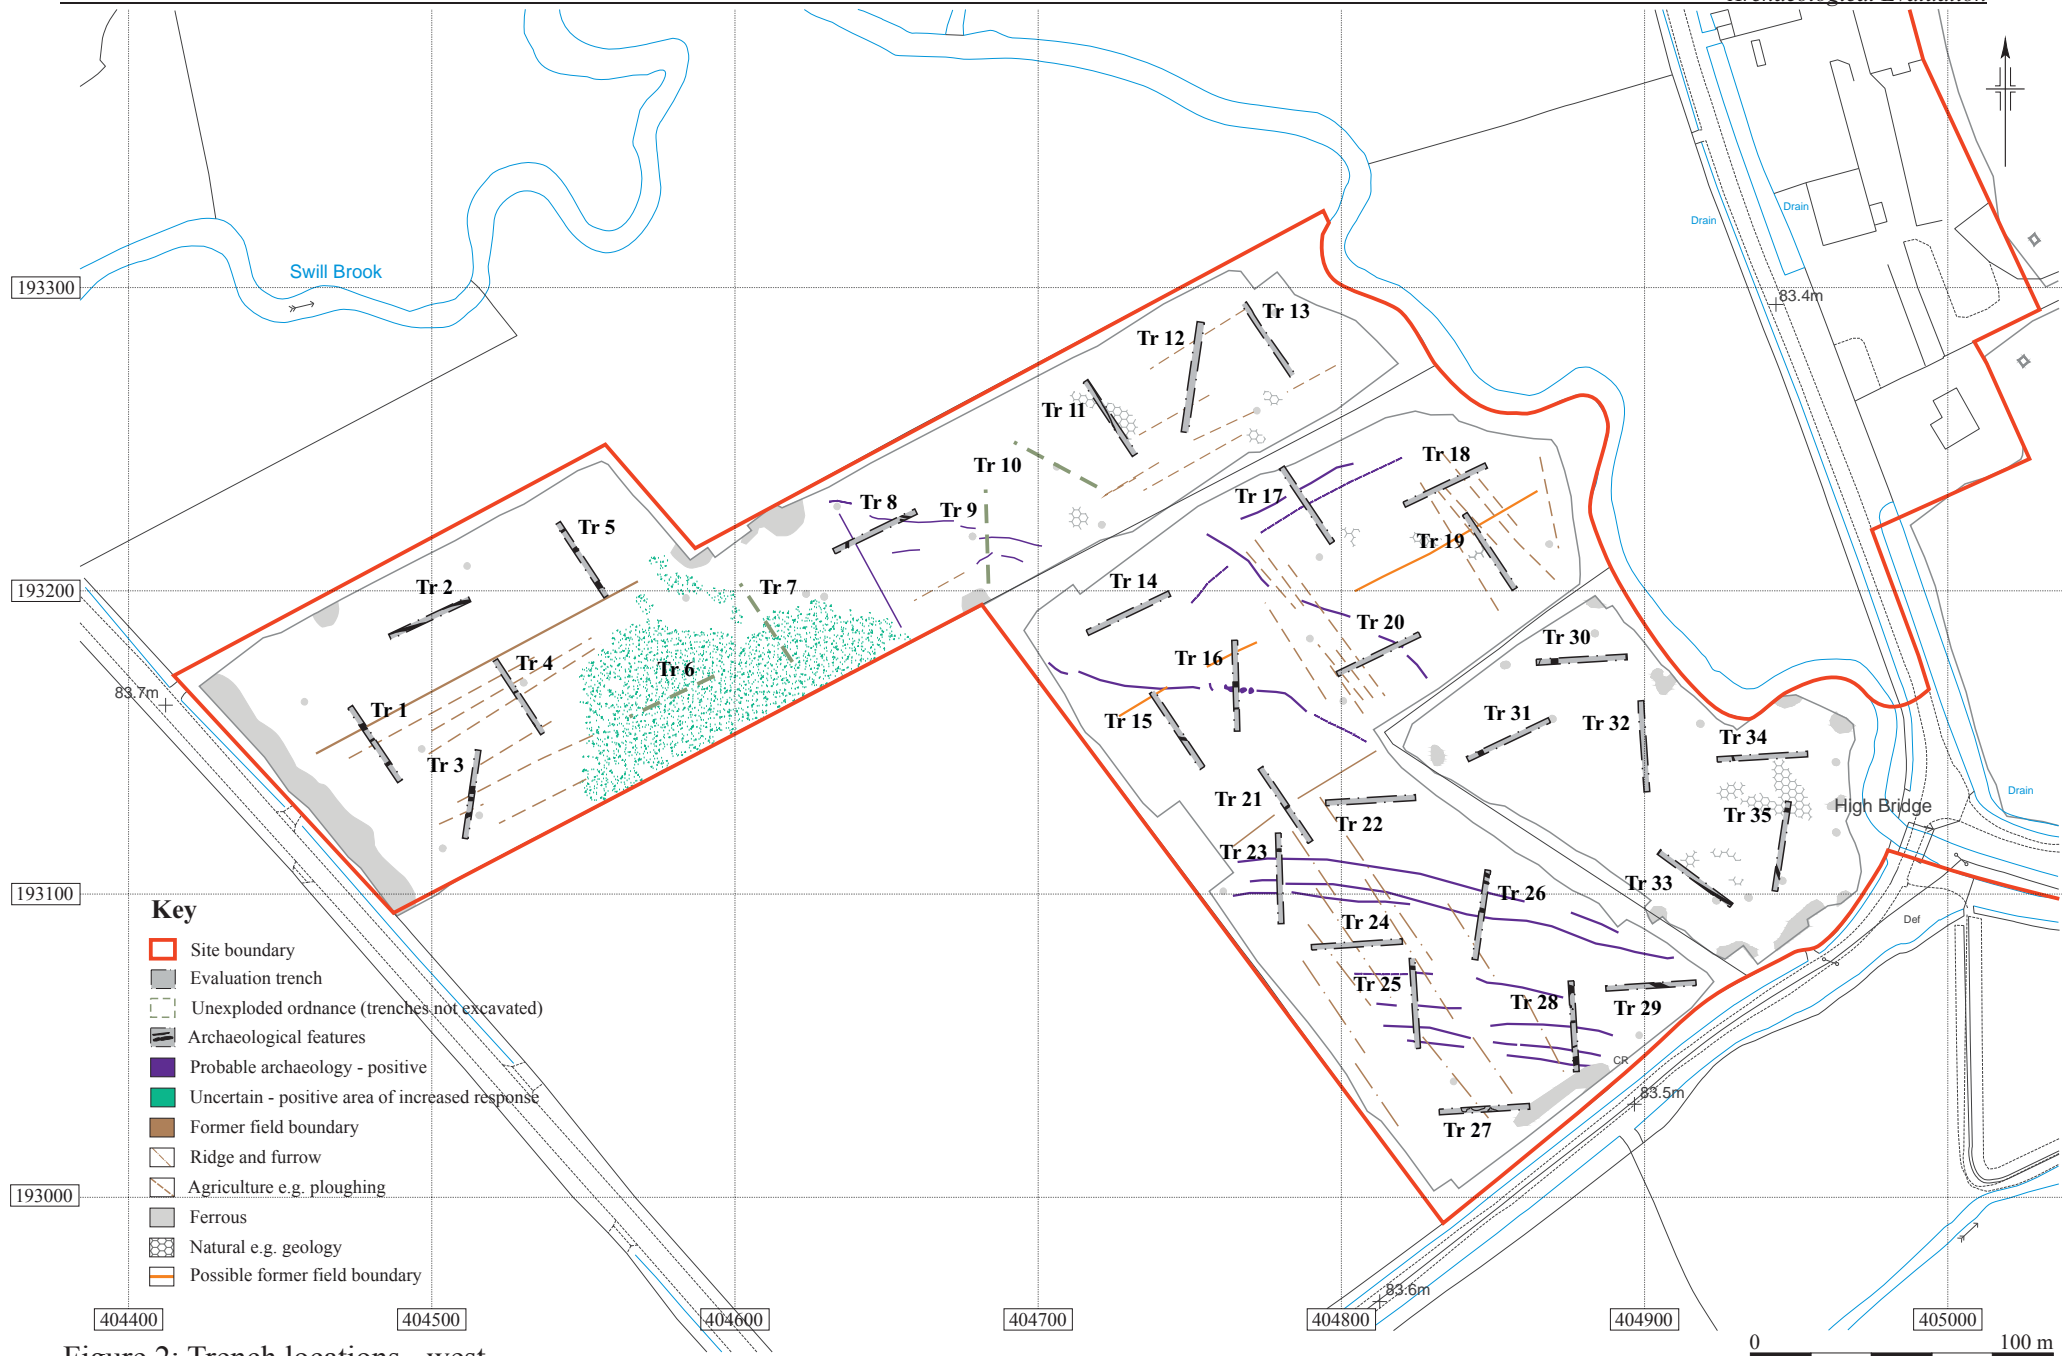 Archaeological Evaluation
Swill Brook
Drain
Drain
193300
83.4m
Tr 13
Tr 12
Tr 11
Tr 10
Tr 18
Tr 17
Tr 8
Tr 9
Tr 5
Tr 19
193200
Tr 2
Tr 7
Tr 14
Tr 20
Tr 30
Tr 16
Tr 6
Tr 4
83.7m
Tr 1
Tr 15
Tr 31
Tr 32
Tr 34
Tr 3
Tr 21
Tr 22
Drain
High Bridge
Tr 35
Tr 23
Tr 33
Tr 26
193100
Tr 24
Def
Tr 25
Tr 28
Tr 29
CR
83.5m
Tr 27
Key
Site boundary
Evaluation trench
Unexploded ordnance (trenches not excavated)
Archaeological features
Probable archaeology - positive
Uncertain - positive area of increased response
Former field boundary
Ridge and furrow
Agriculture e.g. ploughing
193000
Ferrous
Natural e.g. geology
Possible former field boundary
83.6m
404400
404500
404600
404700
404800
404900
405000
0 100 m
Figure 2: Trench locations - west